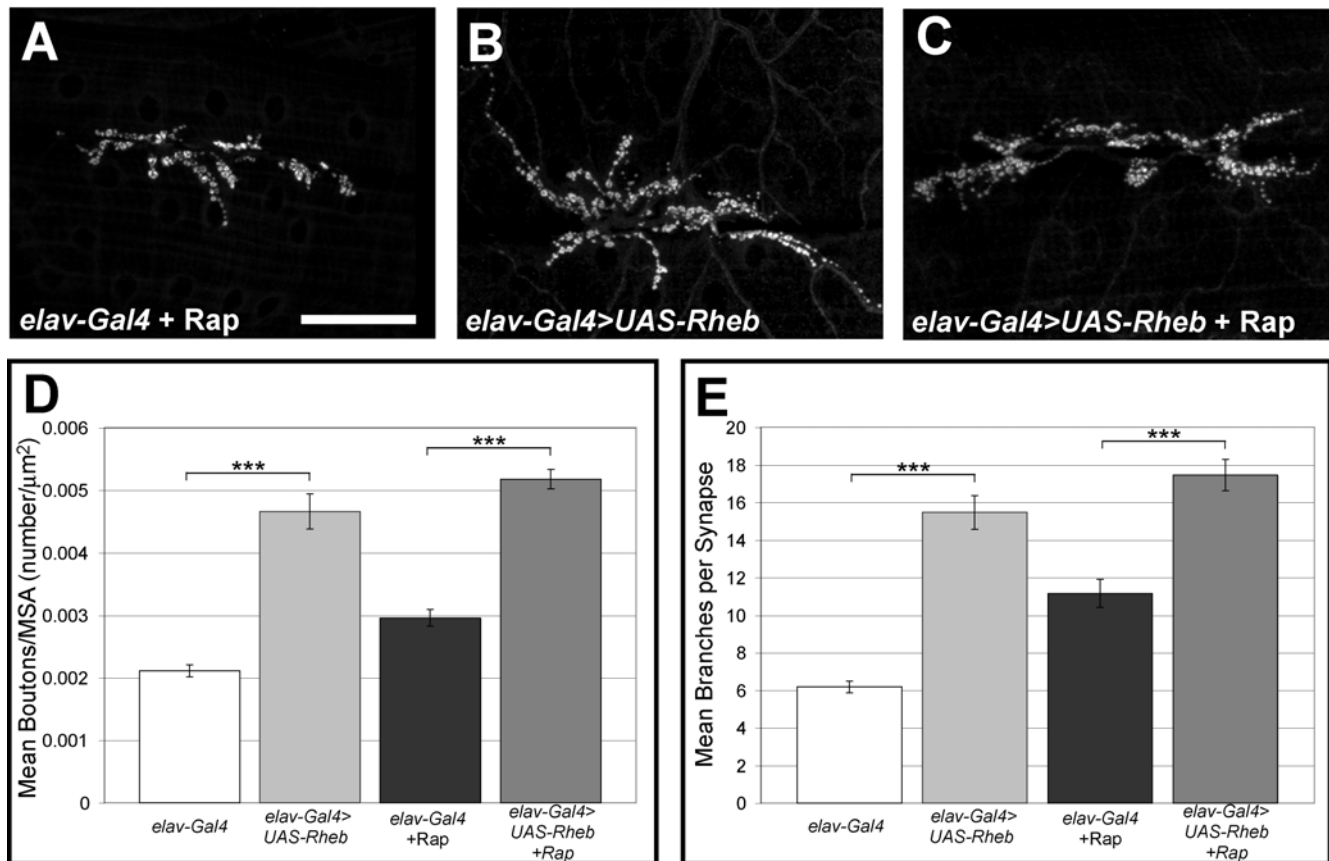 A
B
C
elav-Gal4 + Rap
elav-Gal4>UAS-Rheb
elav-Gal4>UAS-Rheb + Rap
D
Mean Boutons/MSA (number/µm²)
0.006
0.005
0.004
0.003
0.002
0.001
0
***
***
elav-Gal4
elav-Gal4>
UAS-Rheb
elav-Gal4
+Rap
elav-Gal4>
UAS-Rheb
+Rap
E
Mean Branches per Synapse
20
18
16
14
12
10
8
6
4
2
0
***
***
elav-Gal4
elav-Gal4>
UAS-Rheb
elav-Gal4
+Rap
elav-Gal4>
UAS-Rheb
+Rap